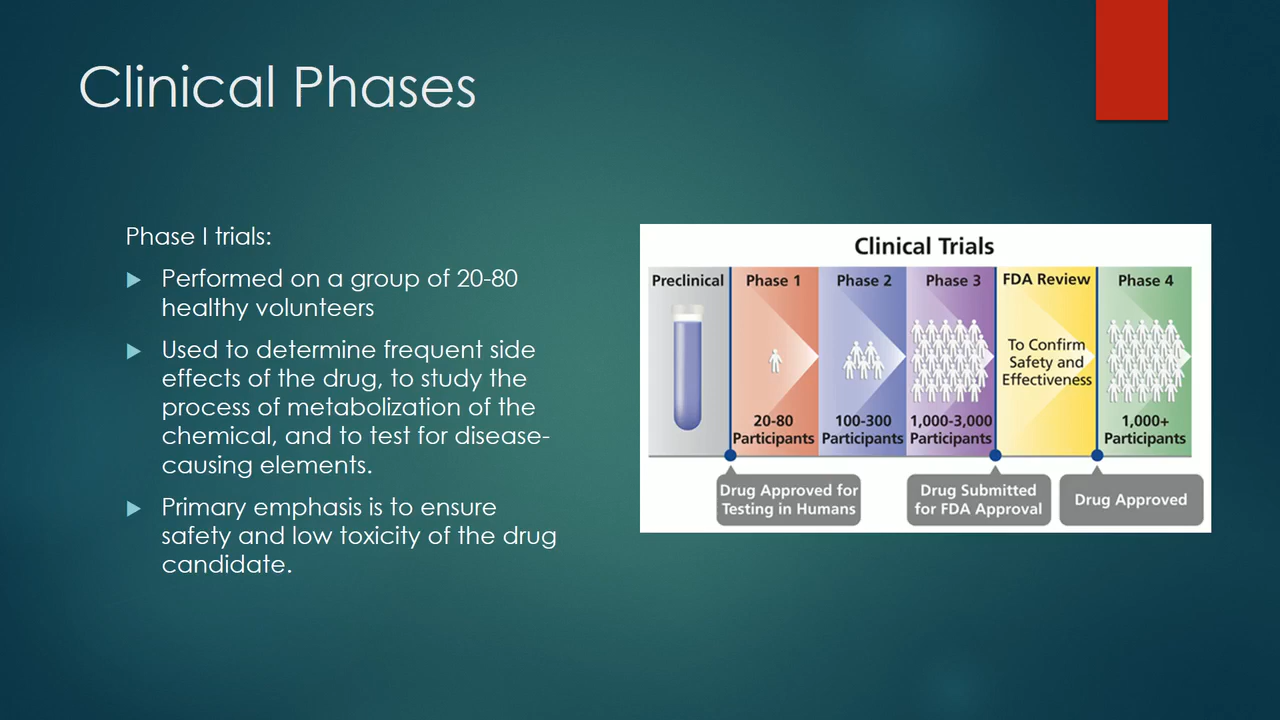 Clinical Phases
Phase I trials:
Performed on a group of 20-80
healthy volunteers
Used to determine frequent side
effects of the drug, to study the
process of metabolization of the
chemical, and to test for disease-
causing elements.
Primary emphasis is to ensure
safety and low toxicity of the drug
candidate.
Clinical Trials
Preclinical
Phase 1
20-80
Participants
Phase 2
100-300
Participants
Phase 3
1,000-3,000
Participants
FDA Review
To Confirm
Safety and
Effectiveness
Phase 4
1,000+
Participants
Drug Approved for
Testing in Humans
Drug Submitted
for FDA Approval
Drug Approved